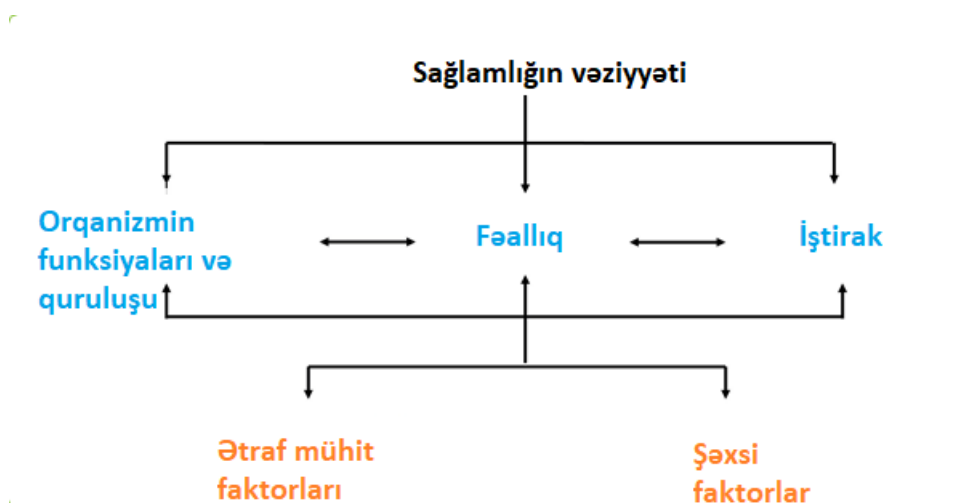 Sağlamlığın vəziyyəti
Orqanizmin
funksiyaları və
quruluşu
Fəallıq
İştirak
Ətraf mühit
faktorları
Şəxsi
faktorlar